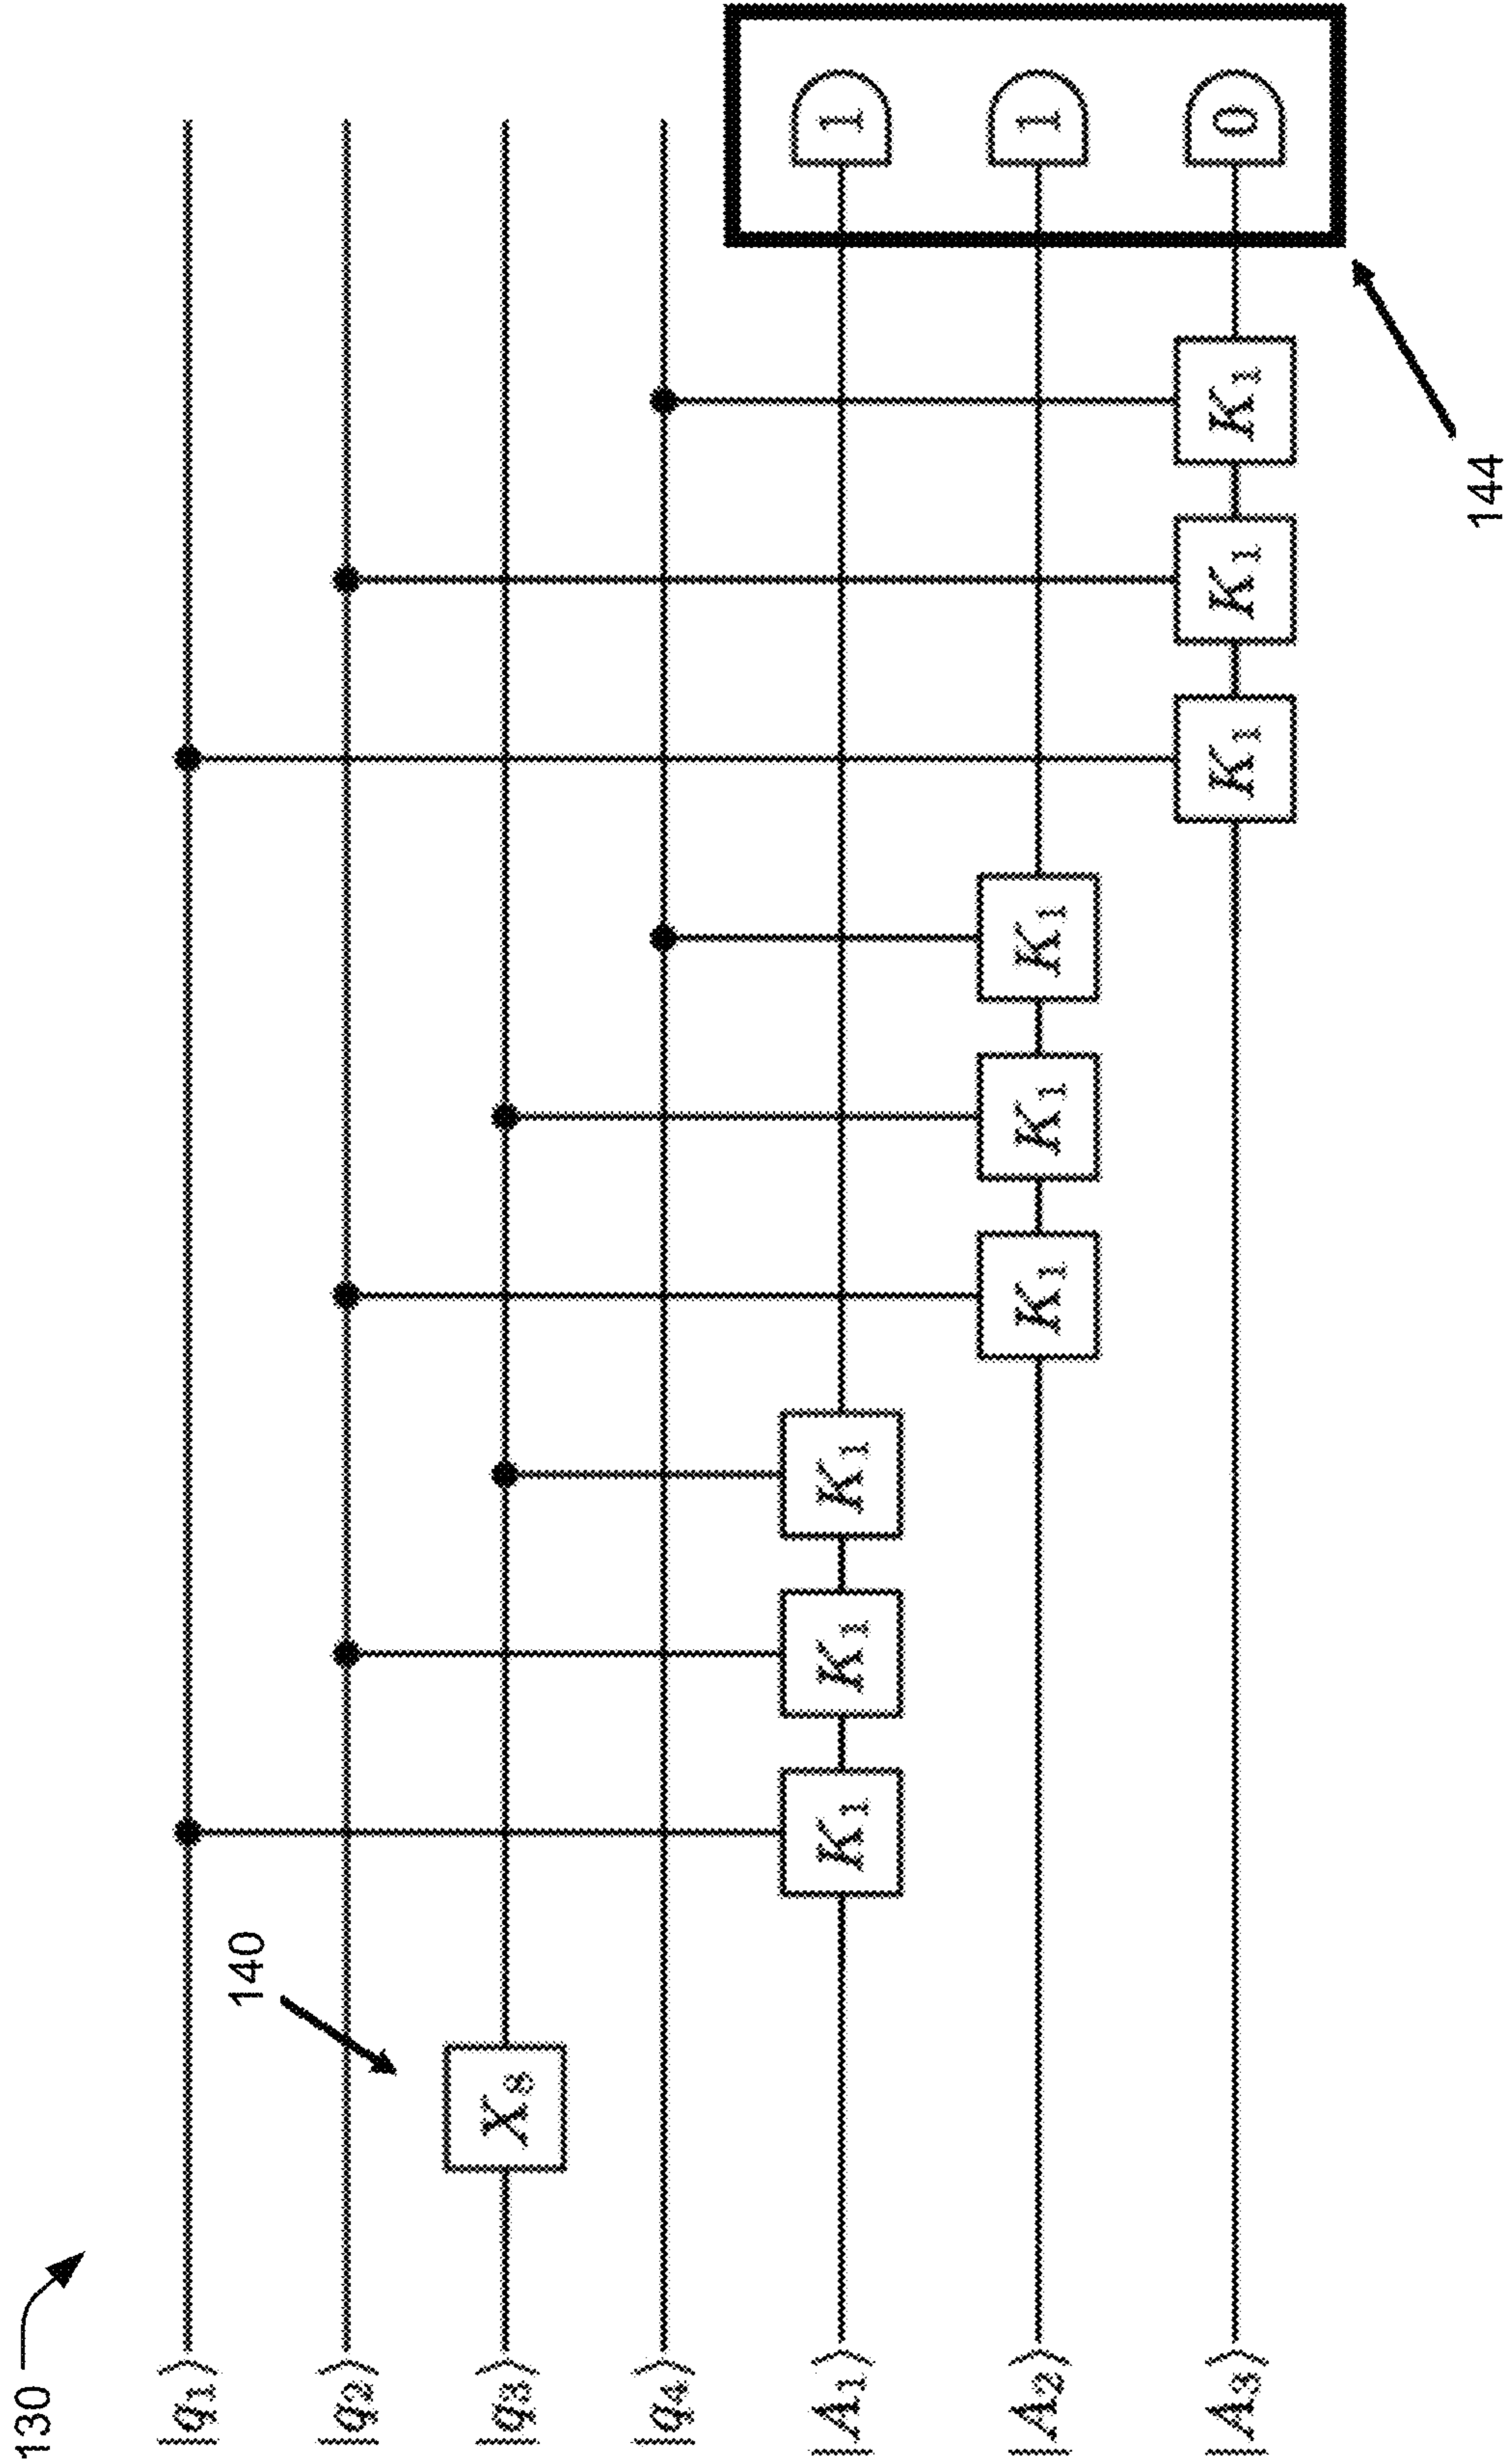 130
|q₁⟩
140
|q₂⟩
|q₃⟩ X₈
|q₄⟩
|A₁⟩ K₁ K₁ K₁ 1
|A₂⟩ K₁ K₁ K₁ 1
|A₃⟩ K₁ K₁ K₁ 0
144